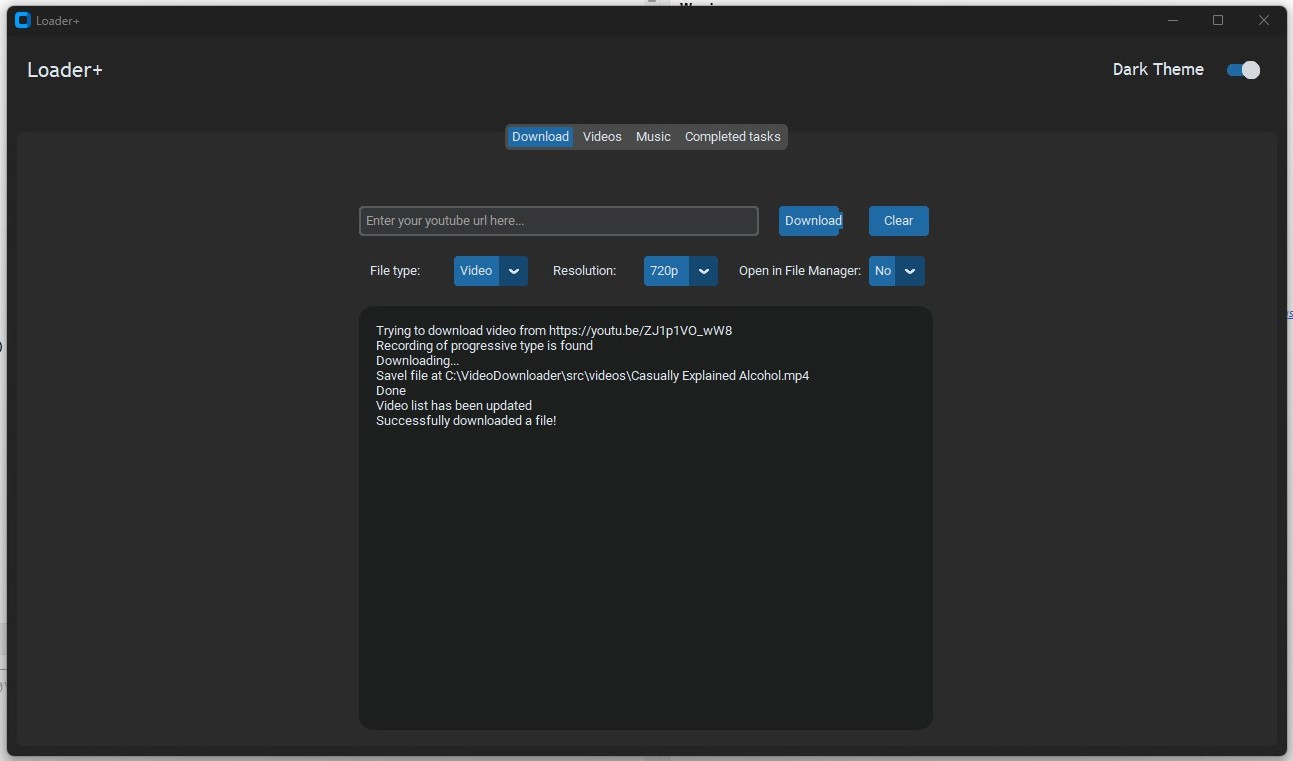 Loader+
Loader+
Dark Theme
Download Videos Music Completed tasks
Enter your youtube url here... Download Clear
File type: Video Resolution: 720p Open in File Manager: No
Trying to download video from https://youtu.be/ZJ1p1VO_wW8
Recording of progressive type is found
Downloading...
Savel file at C:\VideoDownloader\src\videos\Casually Explained Alcohol.mp4
Done
Video list has been updated
Successfully downloaded a file!